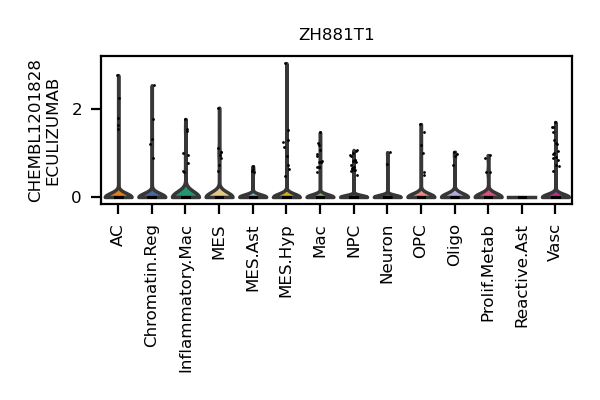 ZH881T1
CHEMBL1201828
ECULIZUMAB
2
0
AC
Chromatin.Reg
Inflammatory.Mac
MES
MES.Ast
MES.Hyp
Mac
NPC
Neuron
OPC
Oligo
Prolif.Metab
Reactive.Ast
Vasc